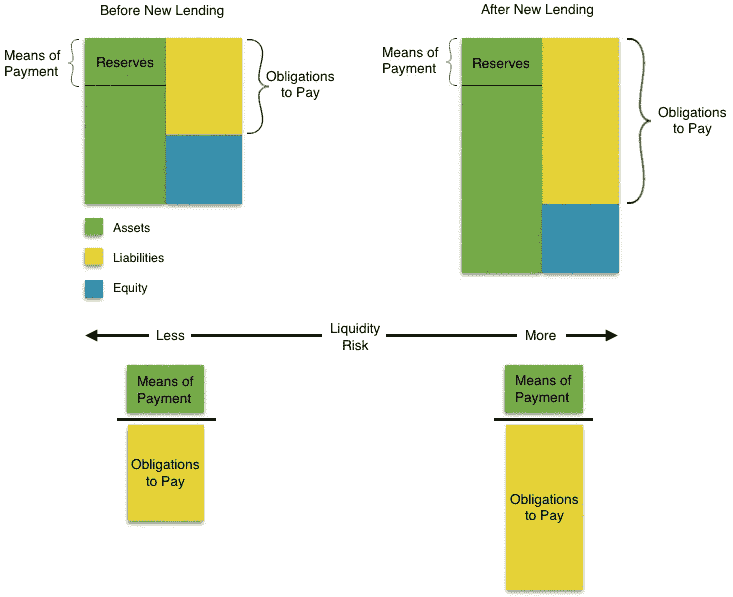 Before New Lending
After New Lending
Means of
Payment
Reserves
Obligations
to Pay
Means of
Payment
Reserves
Obligations
to Pay
Assets
Liabilities
Equity
Less
Liquidity
Risk
More
Means of
Payment
Obligations
to Pay
Means of
Payment
Obligations
to Pay